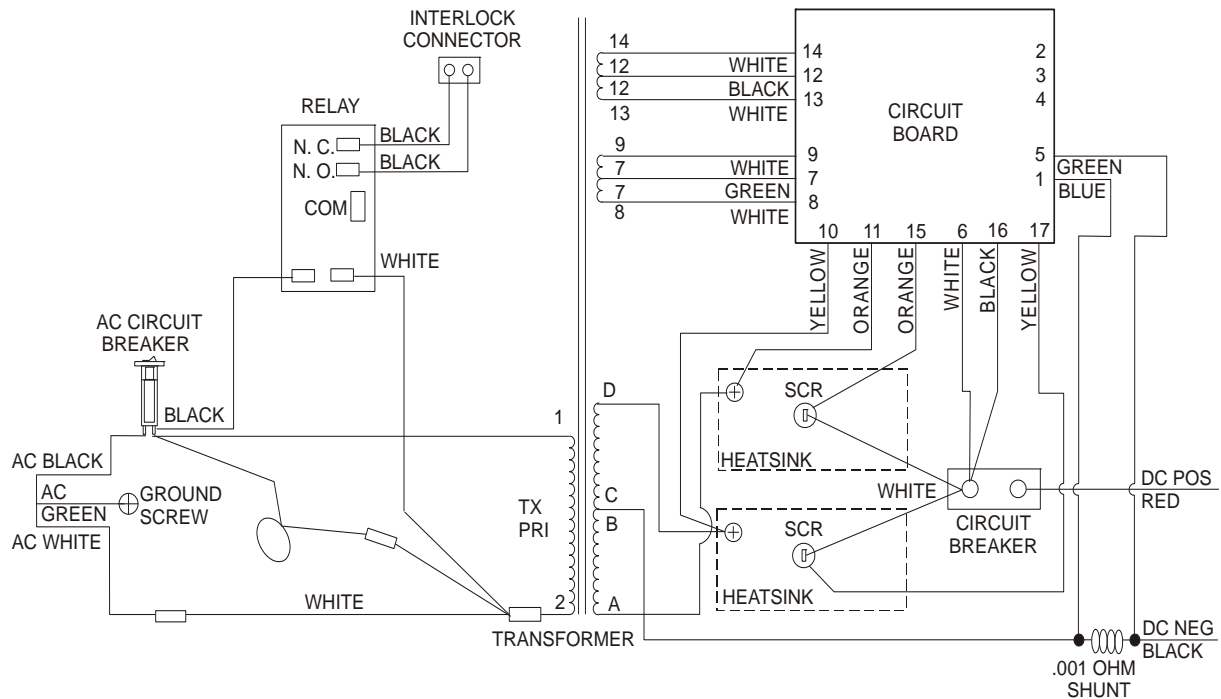 INTERLOCK
CONNECTOR
RELAY
N. C.
BLACK
N. O.
BLACK
COM
WHITE
AC CIRCUIT
BREAKER
BLACK
AC BLACK
AC
GREEN
AC WHITE
GROUND
SCREW
WHITE
1
TX
PRI
2
TRANSFORMER
14
12
12
13
WHITE
BLACK
WHITE
9
7
7
8
WHITE
GREEN
WHITE
14
12
13
9
7
8
CIRCUIT
BOARD
2
3
4
5
1
GREEN
BLUE
10
11
15
6
16
17
YELLOW
ORANGE
ORANGE
WHITE
BLACK
YELLOW
D
C
B
A
SCR
HEATSINK
WHITE
SCR
HEATSINK
CIRCUIT
BREAKER
DC POS
RED
DC NEG
BLACK
.001 OHM
SHUNT